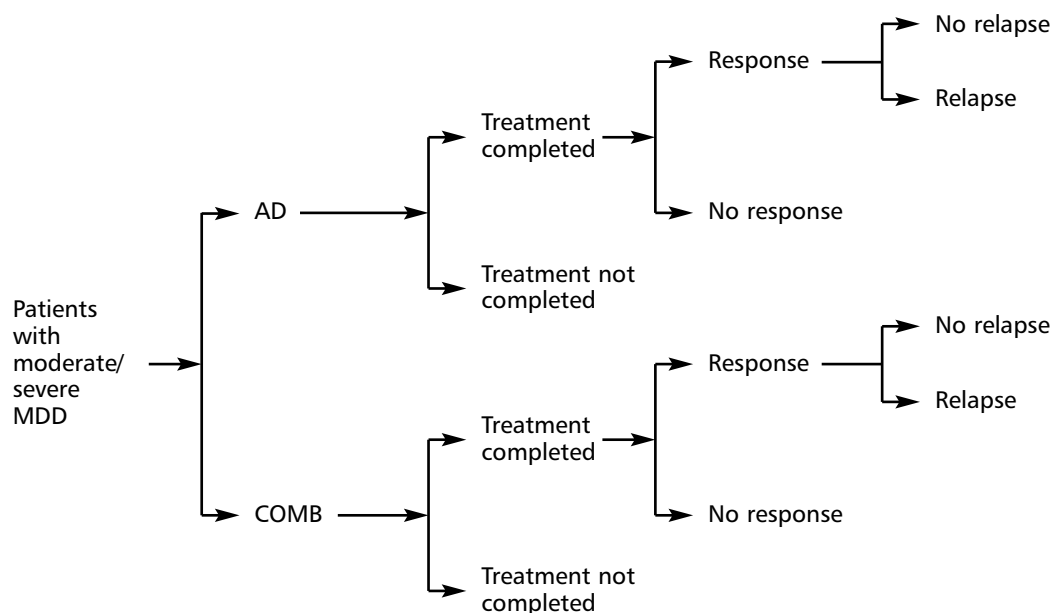 No relapse
Response
Relapse
Treatment
completed
AD
No response
Treatment not
completed
Patients
with
moderate/
severe
MDD
No relapse
Response
Relapse
Treatment
completed
COMB
No response
Treatment not
completed